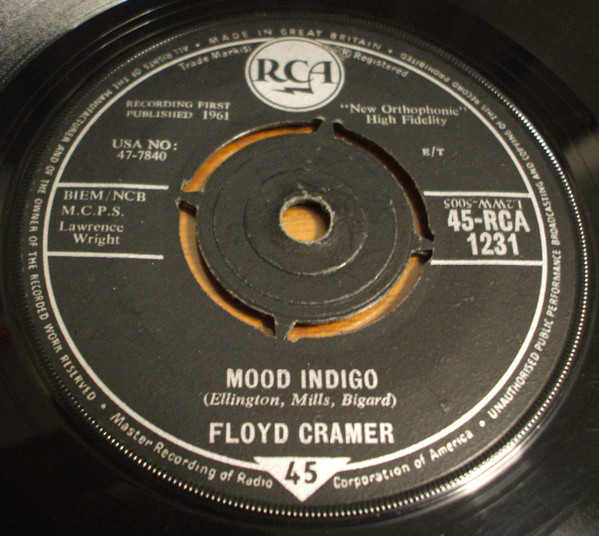 MADE IN GREAT BRITAIN
Trade Mark(s) ® Registered
RCA
RECORDING FIRST
PUBLISHED 1961
"New Orthophonic"
High Fidelity
USA NO:
47-7840
E/T
BIEM/NCB
M.C.P.S.
Lawrence
Wright
L2WW-5005
45-RCA
1231
MOOD INDIGO
(Ellington, Mills, Bigard)
FLOYD CRAMER
45
Master Recording of Radio Corporation of America
ALL RIGHTS OF THE MANUFACTURER AND OF THE OWNER OF THE RECORDED WORK RESERVED
UNAUTHORISED PUBLIC PERFORMANCE BROADCASTING AND COPYING OF THIS RECORD PROHIBITED